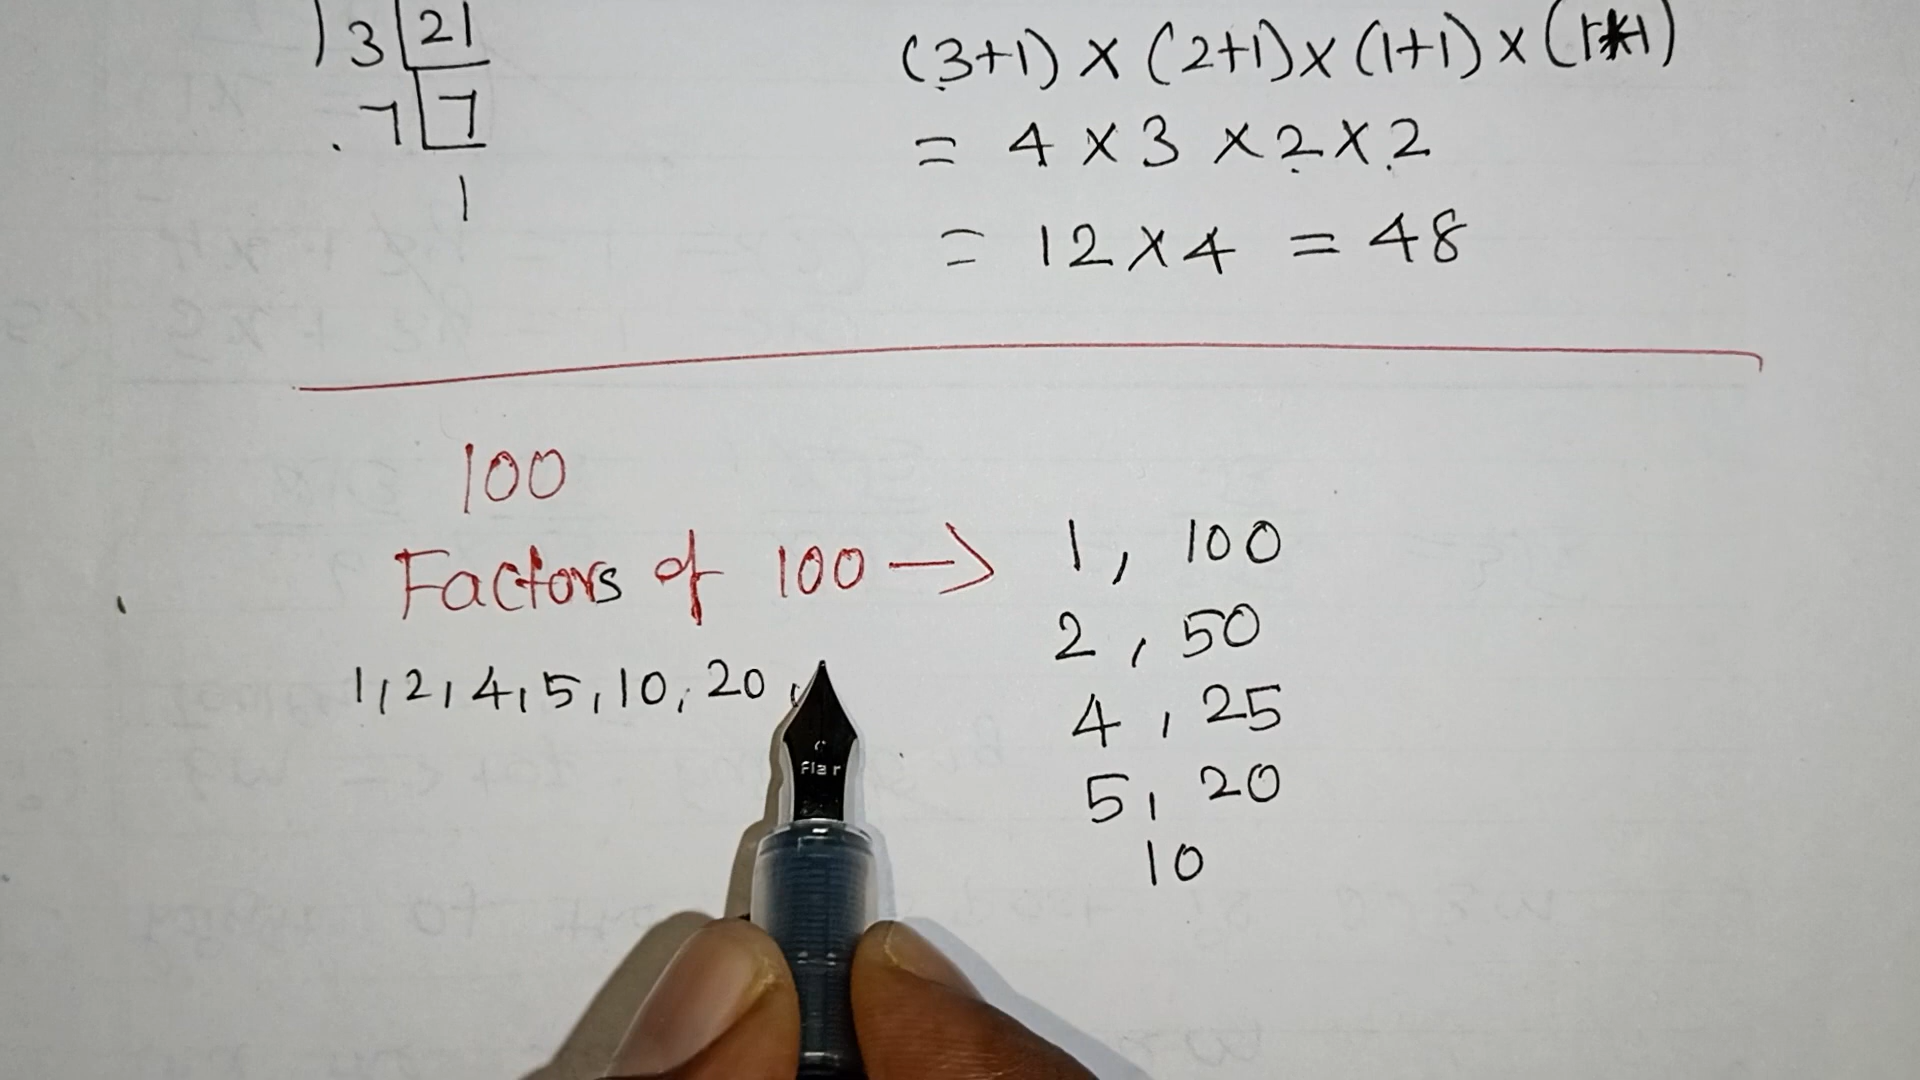 3 21
7 7
1
(3+1) × (2+1) × (1+1) × (1+1)
= 4 × 3 × 2 × 2
= 12 × 4 = 48
100
Factors of 100 → 1, 100
2, 50
4, 25
5, 20
10
1, 2, 4, 5, 10, 20,
Flair